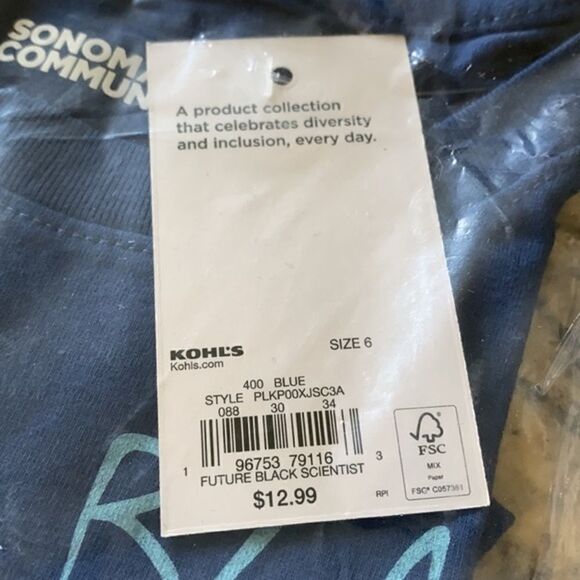 SONOMA
COMMUN
A product collection
that celebrates diversity
and inclusion, every day.
KOHL'S
Kohls.com
SIZE 6
400 BLUE
STYLE PLKP00XJSC3A
088 30 34
1 96753 79116 3
FUTURE BLACK SCIENTIST
$12.99
RPI
FSC
MIX
Paper
FSC® C057381